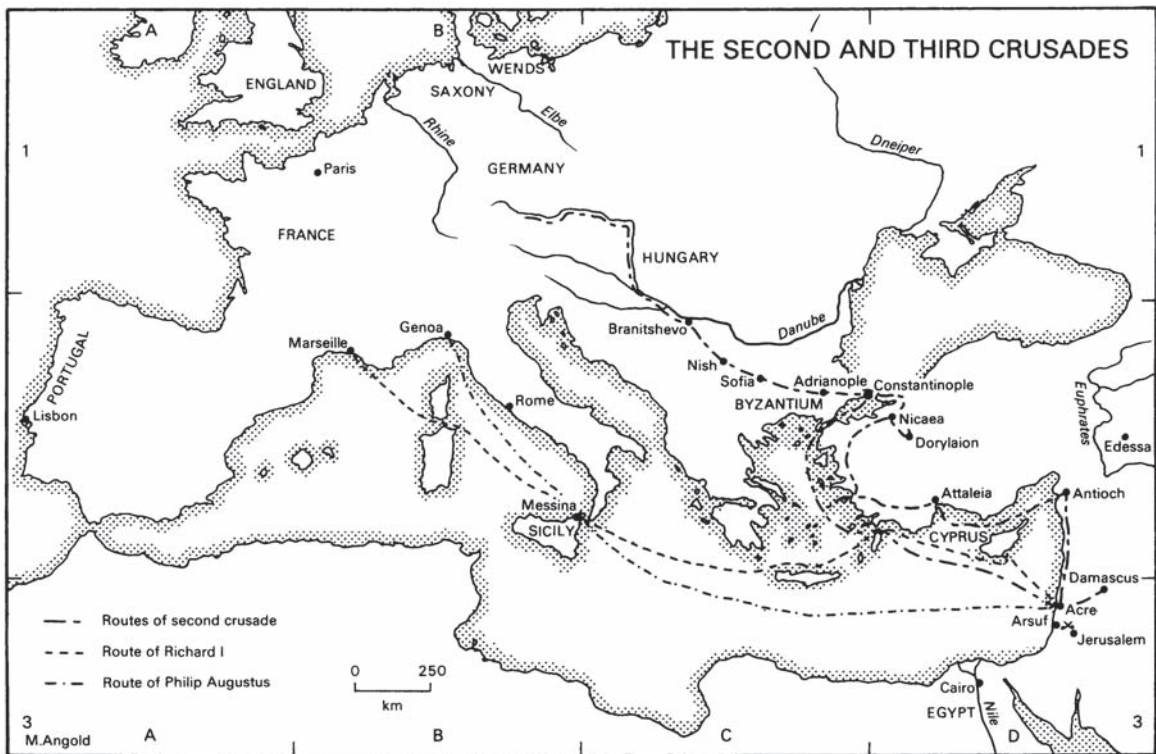 THE SECOND AND THIRD CRUSADES
A
B
1
1
ENGLAND
WENDS
SAXONY
Elbe
Rhine
Dneiper
Paris
GERMANY
FRANCE
HUNGARY
Branitshevo
Danube
Genoa
Marseille
PORTUGAL
Lisbon
Nish
Sofia
Adrianople
Constantinople
BYZANTIUM
Rome
Nicaea
Dorylaion
Euphrates
Edessa
Attaleia
Antioch
Messina
SICILY
CYPRUS
Damascus
Acre
Arsuf
Jerusalem
Routes of second crusade
Route of Richard I
Route of Philip Augustus
0 250
km
Cairo
EGYPT
Nile
3
M.Angold
A
B
C
D
3